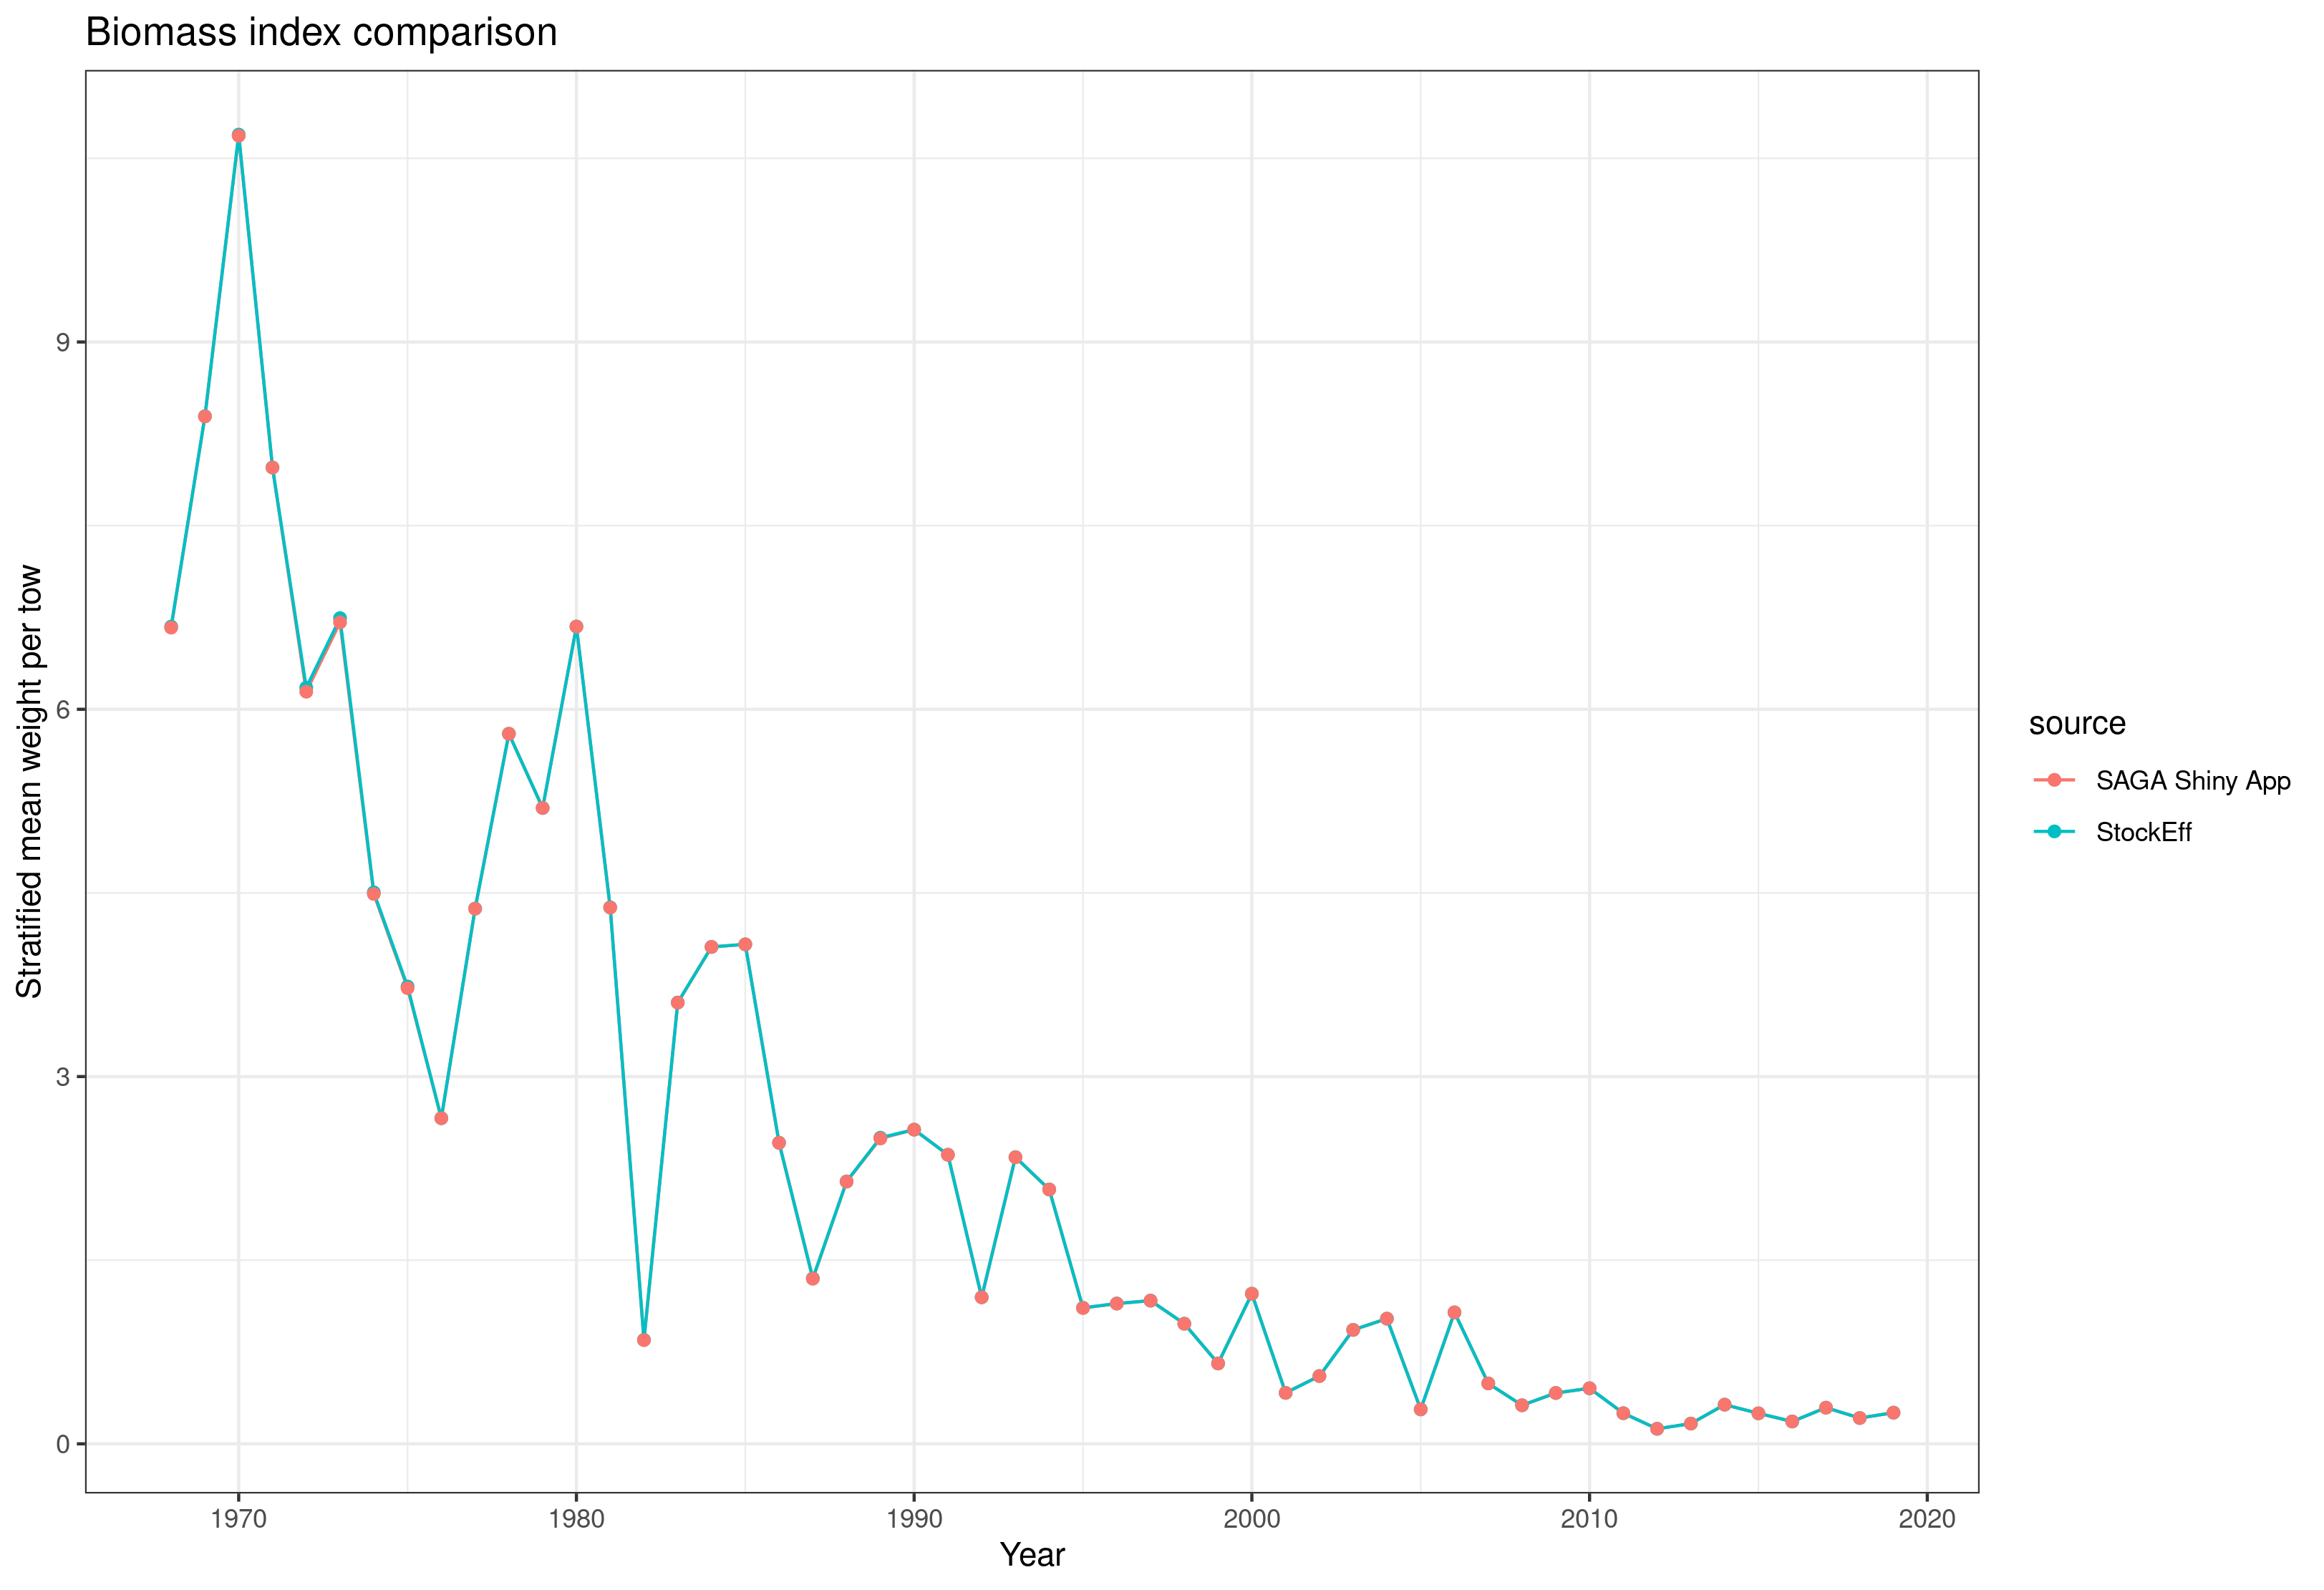 Biomass index comparison
Stratified mean weight per tow
9
6
3
0
1970 1980 1990 2000 2010 2020
Year
source
SAGA Shiny App
StockEff